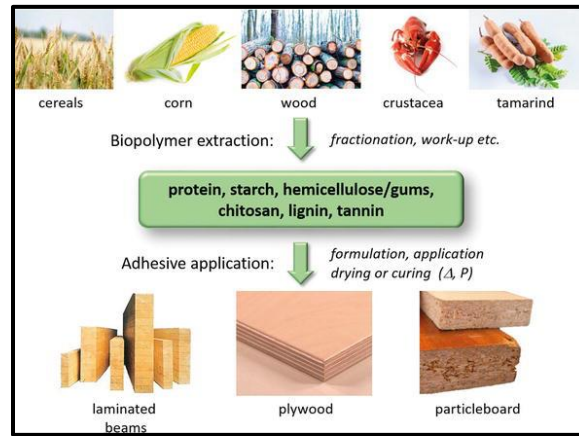 cereals
corn
wood
crustacea
tamarind
Biopolymer extraction:
fractionation, work-up etc.
protein, starch, hemicellulose/gums,
chitosan, lignin, tannin
Adhesive application:
formulation, application
drying or curing (Δ, P)
laminated
beams
plywood
particleboard